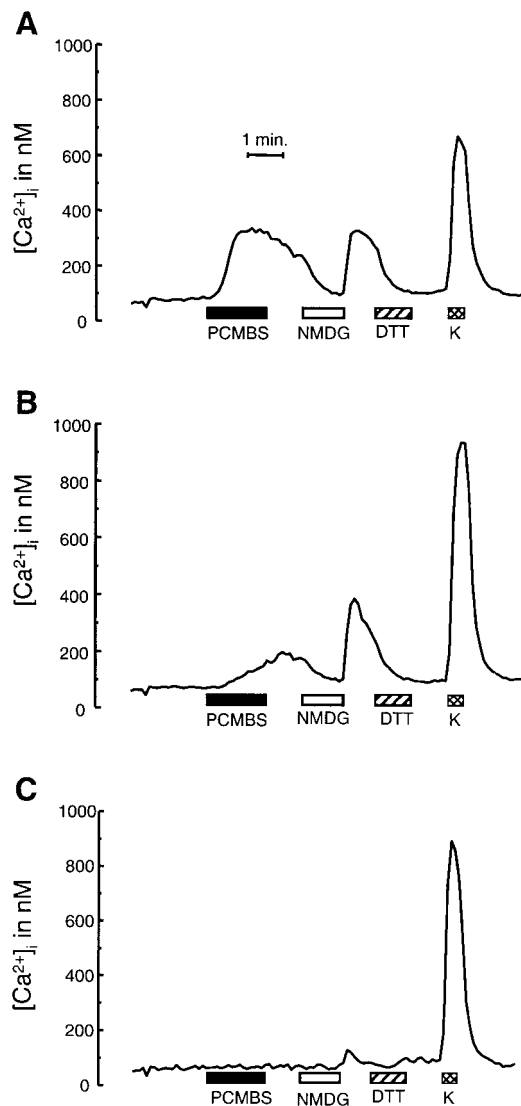 A
[Ca²⁺]ᵢ in nM
1000
800
600
400
200
0
1 min.
PCMBS
NMDG
DTT
K
B
[Ca²⁺]ᵢ in nM
1000
800
600
400
200
0
PCMBS
NMDG
DTT
K
C
[Ca²⁺]ᵢ in nM
1000
800
600
400
200
0
PCMBS
NMDG
DTT
K